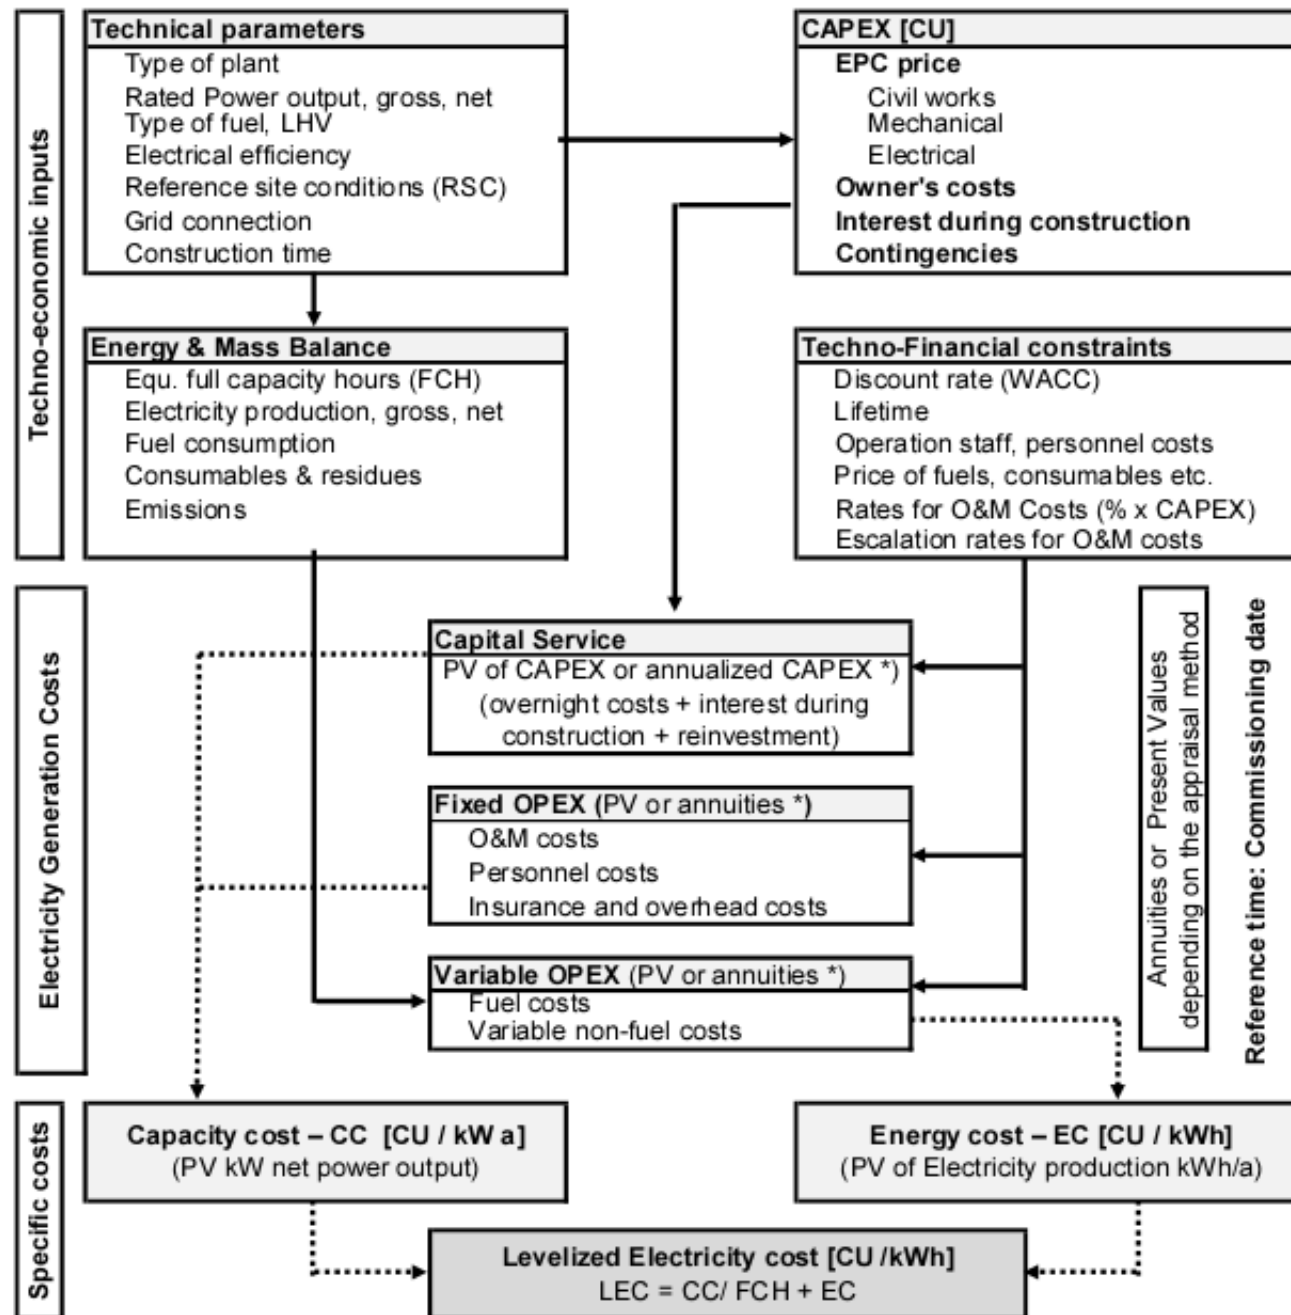 Techno-economic inputs
Technical parameters
Type of plant
Rated Power output, gross, net
Type of fuel, LHV
Electrical efficiency
Reference site conditions (RSC)
Grid connection
Construction time
CAPEX [CU]
EPC price
Civil works
Mechanical
Electrical
Owner's costs
Interest during construction
Contingencies
Energy & Mass Balance
Equ. full capacity hours (FCH)
Electricity production, gross, net
Fuel consumption
Consumables & residues
Emissions
Techno-Financial constraints
Discount rate (WACC)
Lifetime
Operation staff, personnel costs
Price of fuels, consumables etc.
Rates for O&M Costs (% x CAPEX)
Escalation rates for O&M costs
Electricity Generation Costs
Capital Service
PV of CAPEX or annualized CAPEX *)
(overnight costs + interest during
construction + reinvestment)
Fixed OPEX (PV or annuities *)
O&M costs
Personnel costs
Insurance and overhead costs
Variable OPEX (PV or annuities *)
Fuel costs
Variable non-fuel costs
Annuities or Present Values
depending on the appraisal method
Reference time: Commissioning date
Specific costs
Capacity cost – CC [CU / kW a]
(PV kW net power output)
Energy cost – EC [CU / kWh]
(PV of Electricity production kWh/a)
Levelized Electricity cost [CU /kWh]
LEC = CC/ FCH + EC